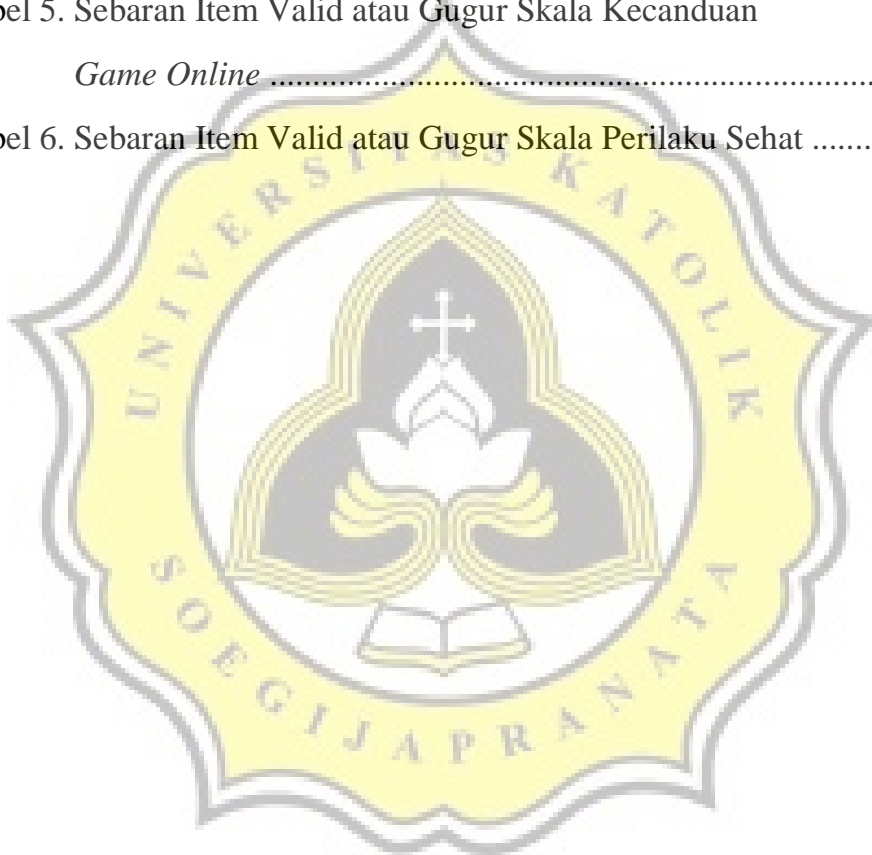 bel 5. Sebaran Item Valid atau Gugur Skala Kecanduan
Game Online ........................................................................
bel 6. Sebaran Item Valid atau Gugur Skala Perilaku Sehat .......
UNIVERSITAS KATOLIK
SOEGIJAPRANATA